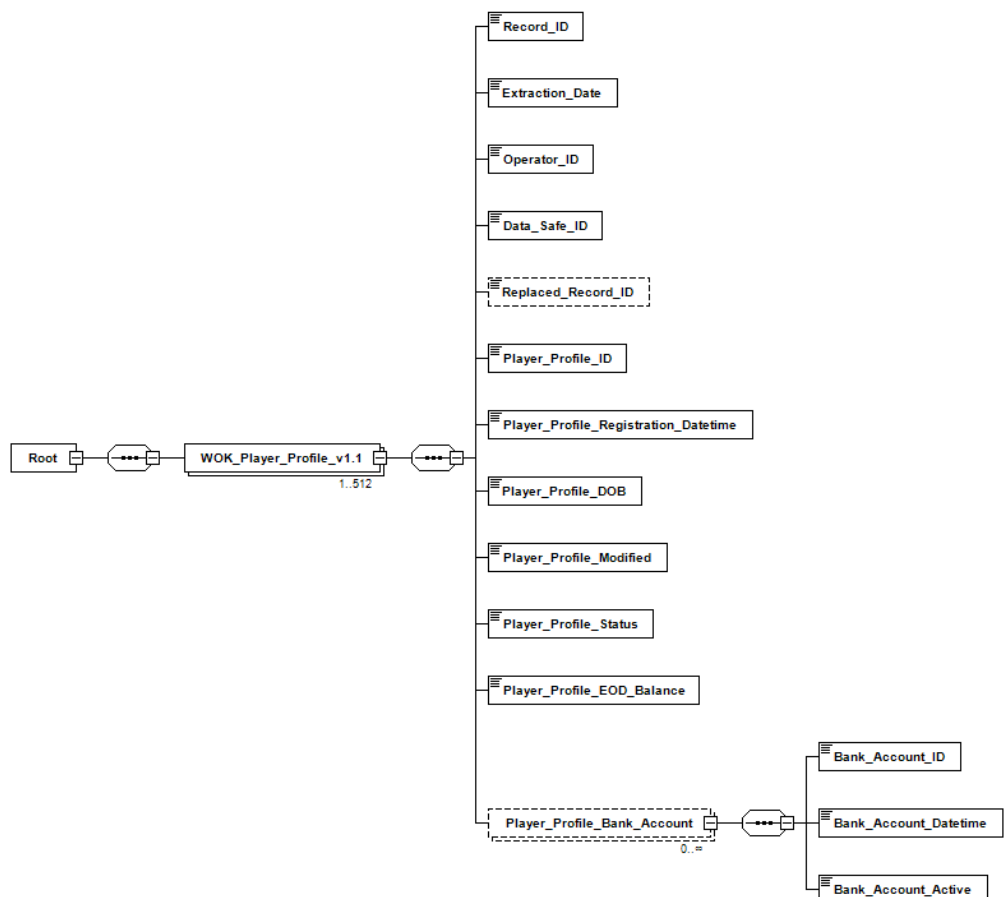 Record_ID
Extraction_Date
Operator_ID
Data_Safe_ID
Replaced_Record_ID
Player_Profile_ID
Player_Profile_Registration_Datetime
Root
WOK_Player_Profile_v1.1
1..512
Player_Profile_DOB
Player_Profile_Modified
Player_Profile_Status
Player_Profile_EOD_Balance
Bank_Account_ID
Player_Profile_Bank_Account
0..∞
Bank_Account_Datetime
Bank_Account_Active